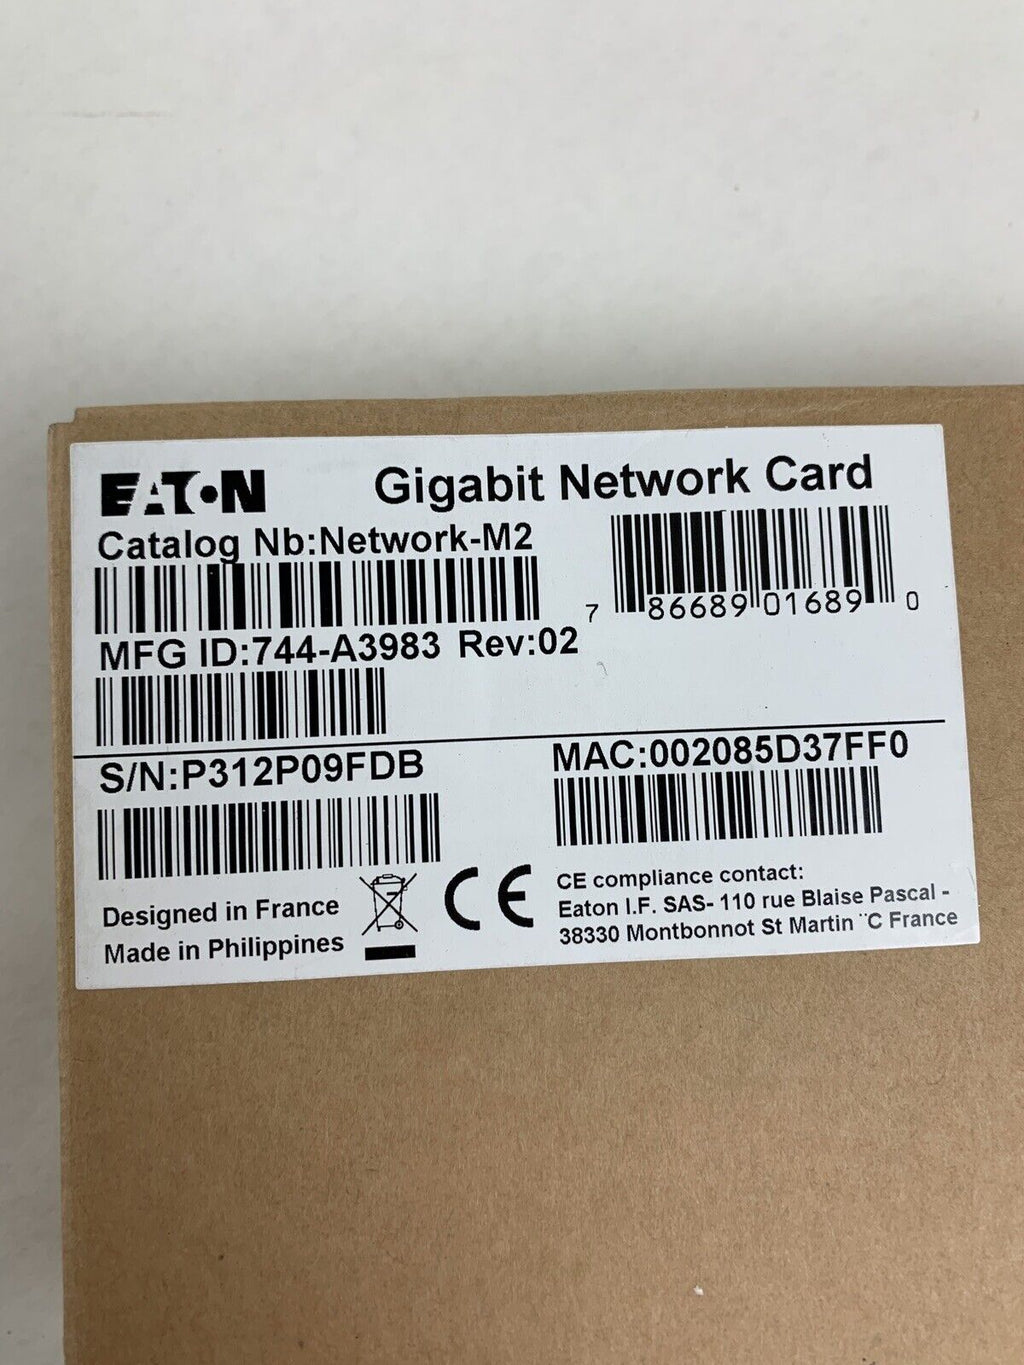 EATON
Gigabit Network Card
Catalog Nb:Network-M2
7 86689 01689 0
MFG ID:744-A3983 Rev:02
S/N:P312P09FDB
MAC:002085D37FF0
Designed in France
Made in Philippines
CE
CE compliance contact:
Eaton I.F. SAS- 110 rue Blaise Pascal -
38330 Montbonnot St Martin ¨C France